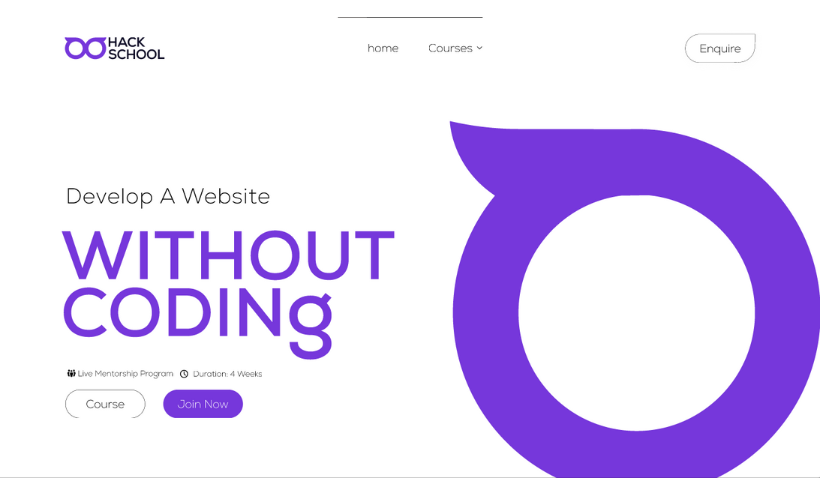 HACK
SCHOOL
home
Courses
Enquire
Develop A Website
WITHOUT
CODINg
Live Mentorship Program
Duration: 4 Weeks
Course
Join Now